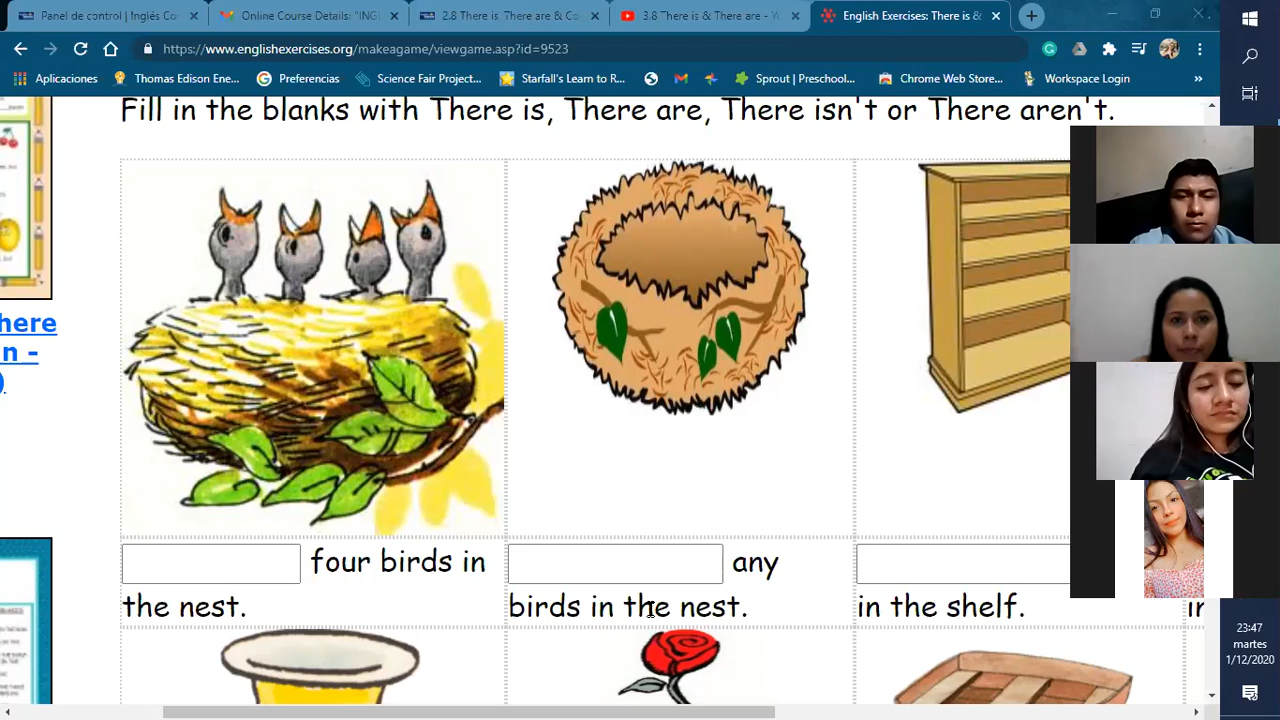 Panel de control | Inglés Co
Online Course Details: "ING
2.8 There is, There are & Co
3.8 There is & There are - Y
English Exercises: There is &
https://www.englishexercises.org/makeagame/viewgame.asp?id=9523
Aplicaciones
Thomas Edison Ene...
Preferencias
Science Fair Project...
Starfall's Learn to R...
Sprout | Preschool...
Chrome Web Store...
Workspace Login
»
Fill in the blanks with There is, There are, There isn't or There aren't.
here
n -
)
four birds in
the nest.
any
birds in the nest.
in the shelf.
in
23:47
martes
1/12/2020